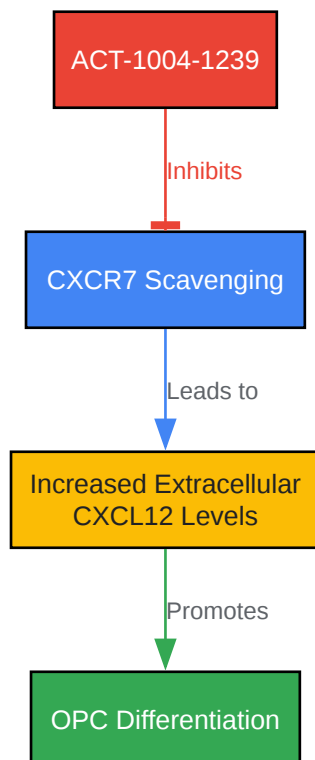 ACT-1004-1239
Inhibits
CXCR7 Scavenging
Leads to
Increased Extracellular
CXCL12 Levels
Promotes
OPC Differentiation